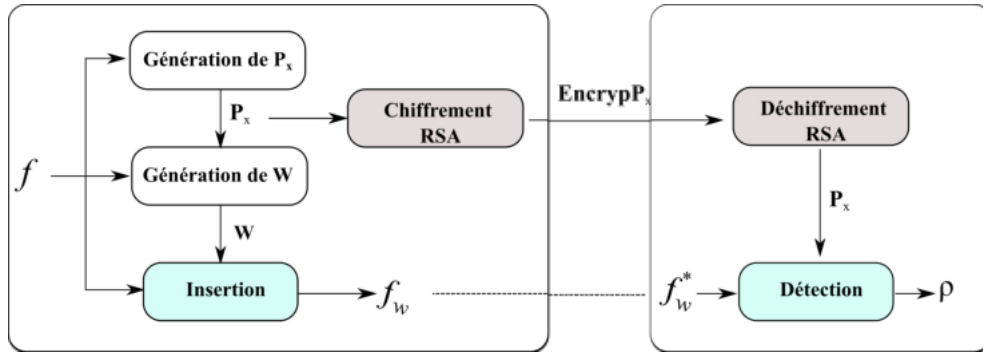 Génération de Pₓ
Pₓ
Chiffrement
RSA
EncrypPₓ
Déchiffrement
RSA
f
Génération de W
Pₓ
W
Insertion
f_w
f*_w
Détection
ρ